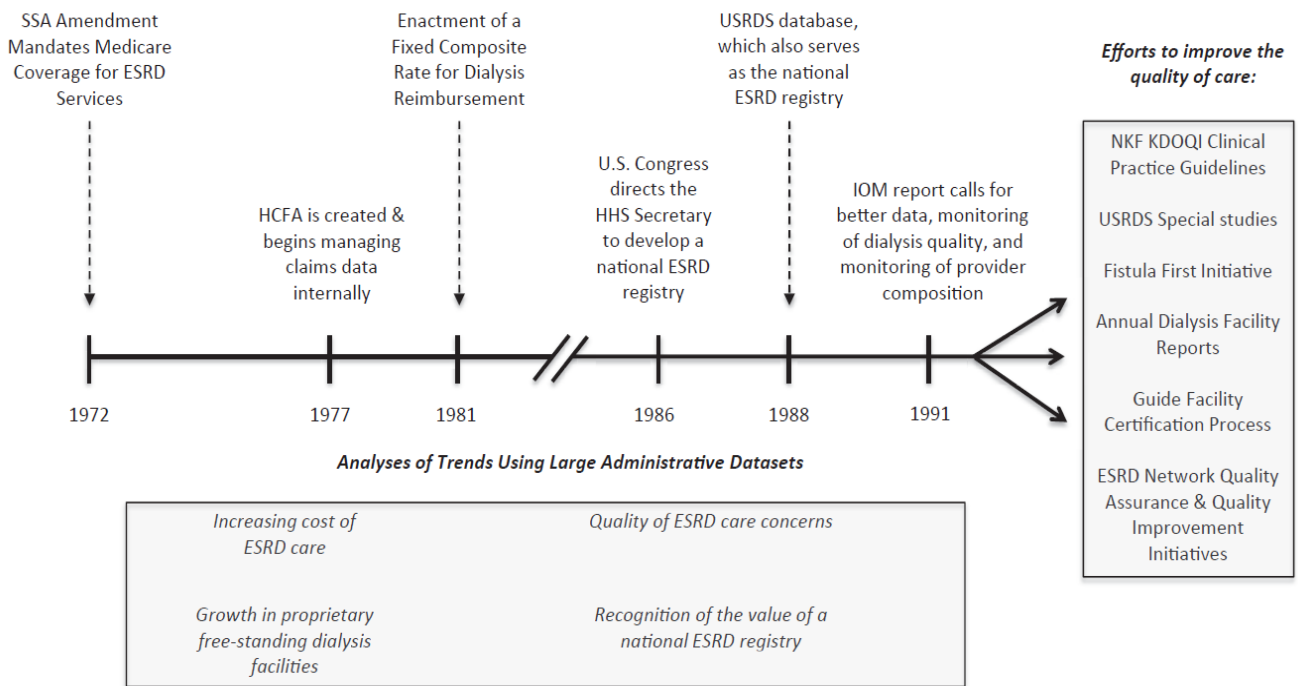 SSA Amendment
Mandates Medicare
Coverage for ESRD
Services
Enactment of a
Fixed Composite
Rate for Dialysis
Reimbursement
USRDS database,
which also serves
as the national
ESRD registry
HCFA is created &
begins managing
claims data
internally
U.S. Congress
directs the
HHS Secretary
to develop a
national ESRD
registry
IOM report calls for
better data, monitoring
of dialysis quality, and
monitoring of provider
composition
1972
1977
1981
1986
1988
1991
Analyses of Trends Using Large Administrative Datasets
Increasing cost of
ESRD care
Quality of ESRD care concerns
Growth in proprietary
free-standing dialysis
facilities
Recognition of the value of a
national ESRD registry
Efforts to improve the
quality of care:
NKF KDOQI Clinical
Practice Guidelines
USRDS Special studies
Fistula First Initiative
Annual Dialysis Facility
Reports
Guide Facility
Certification Process
ESRD Network Quality
Assurance & Quality
Improvement
Initiatives